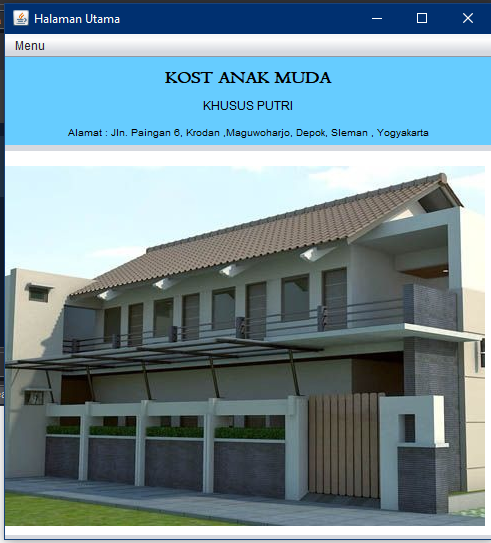 Halaman Utama
Menu
KOST ANAK MUDA
KHUSUS PUTRI
Alamat : Jln. Paingan 6, Krodan ,Maguwoharjo, Depok, Sleman , Yogyakarta